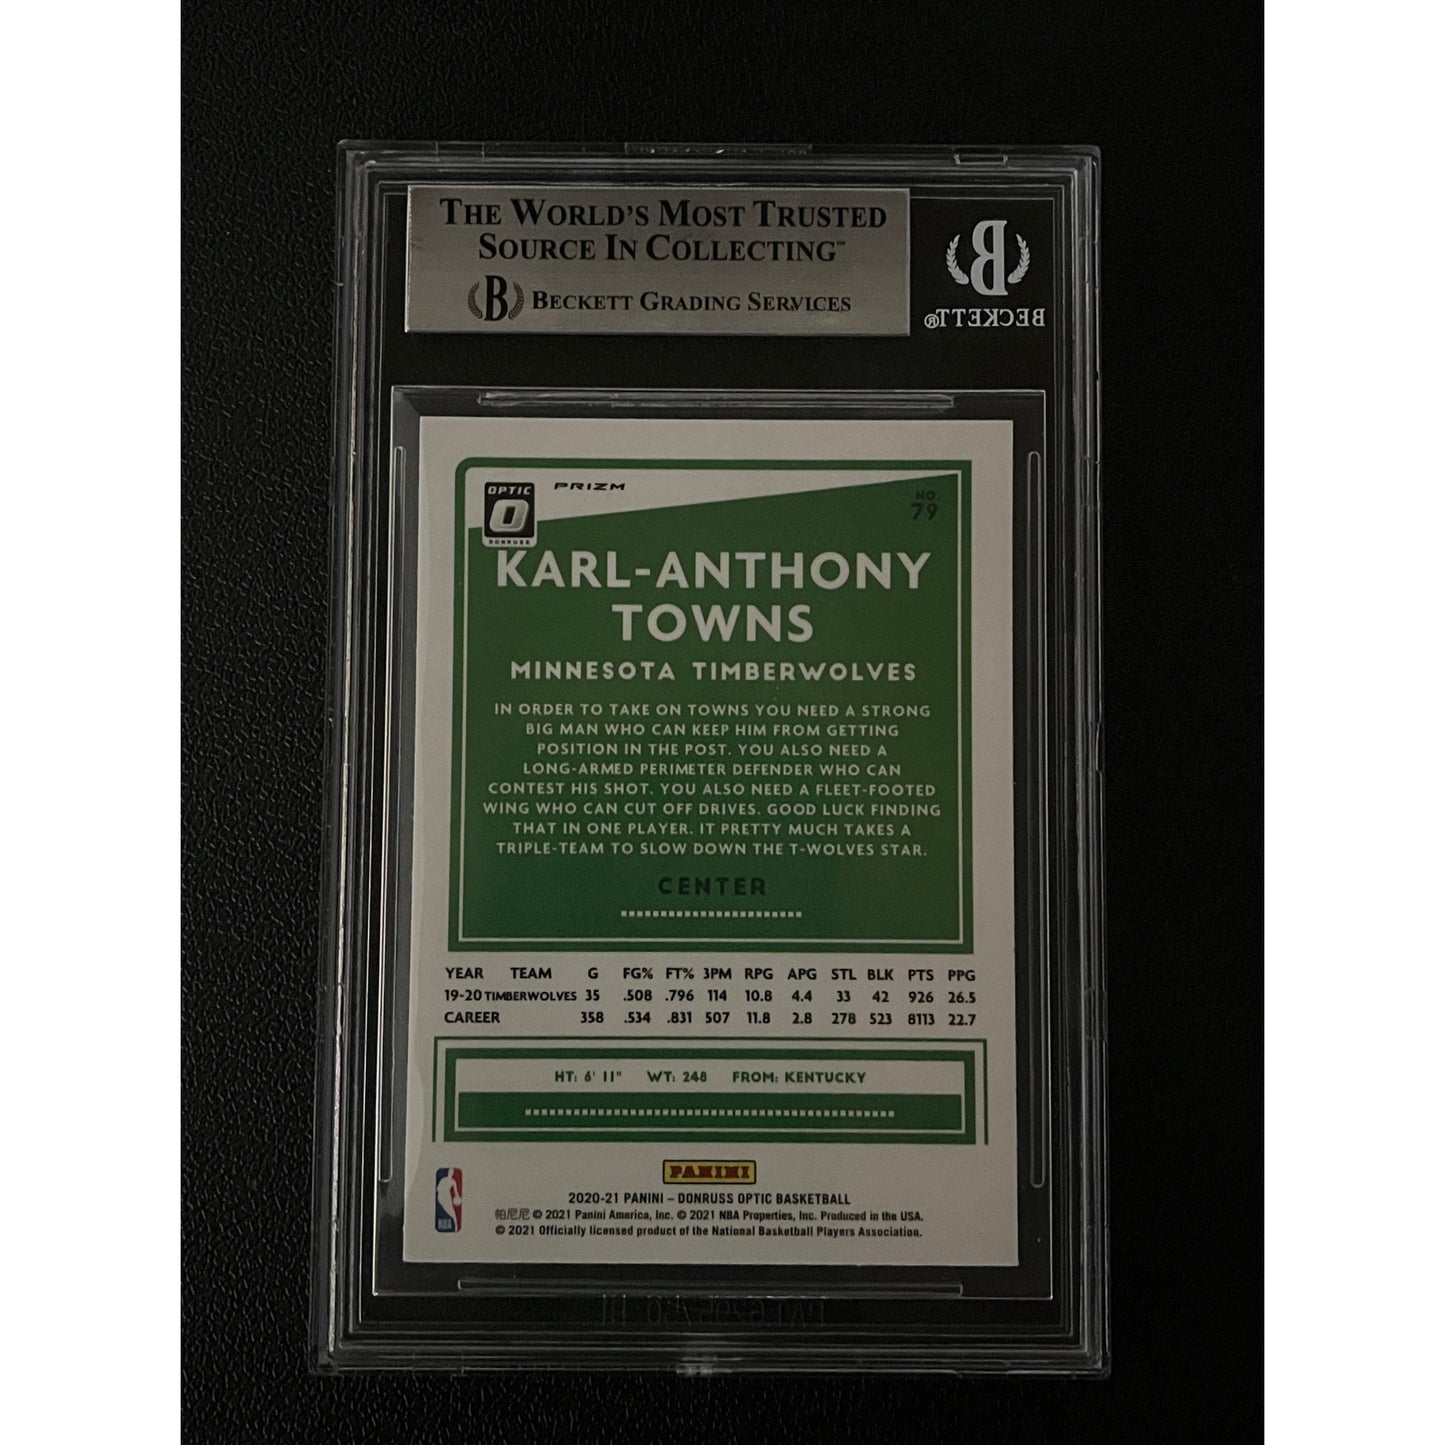 THE WORLD'S MOST TRUSTED
SOURCE IN COLLECTING™
B BECKETT GRADING SERVICES
B
BECKETT®
OPTIC
O
DONRUSS
PRIZM
NO.
79
KARL-ANTHONY
TOWNS
MINNESOTA TIMBERWOLVES
IN ORDER TO TAKE ON TOWNS YOU NEED A STRONG
BIG MAN WHO CAN KEEP HIM FROM GETTING
POSITION IN THE POST. YOU ALSO NEED A
LONG-ARMED PERIMETER DEFENDER WHO CAN
CONTEST HIS SHOT. YOU ALSO NEED A FLEET-FOOTED
WING WHO CAN CUT OFF DRIVES. GOOD LUCK FINDING
THAT IN ONE PLAYER. IT PRETTY MUCH TAKES A
TRIPLE-TEAM TO SLOW DOWN THE T-WOLVES STAR.
CENTER
YEAR TEAM G FG% FT% 3PM RPG APG STL BLK PTS PPG
19-20 TIMBERWOLVES 35 .508 .796 114 10.8 4.4 33 42 926 26.5
CAREER 358 .534 .831 507 11.8 2.8 278 523 8113 22.7
HT: 6' 11" WT: 248 FROM: KENTUCKY
PANINI
NBA
2020-21 PANINI – DONRUSS OPTIC BASKETBALL
帕尼尼 © 2021 Panini America, Inc. © 2021 NBA Properties, Inc. Produced in the USA.
© 2021 Officially licensed product of the National Basketball Players Association.